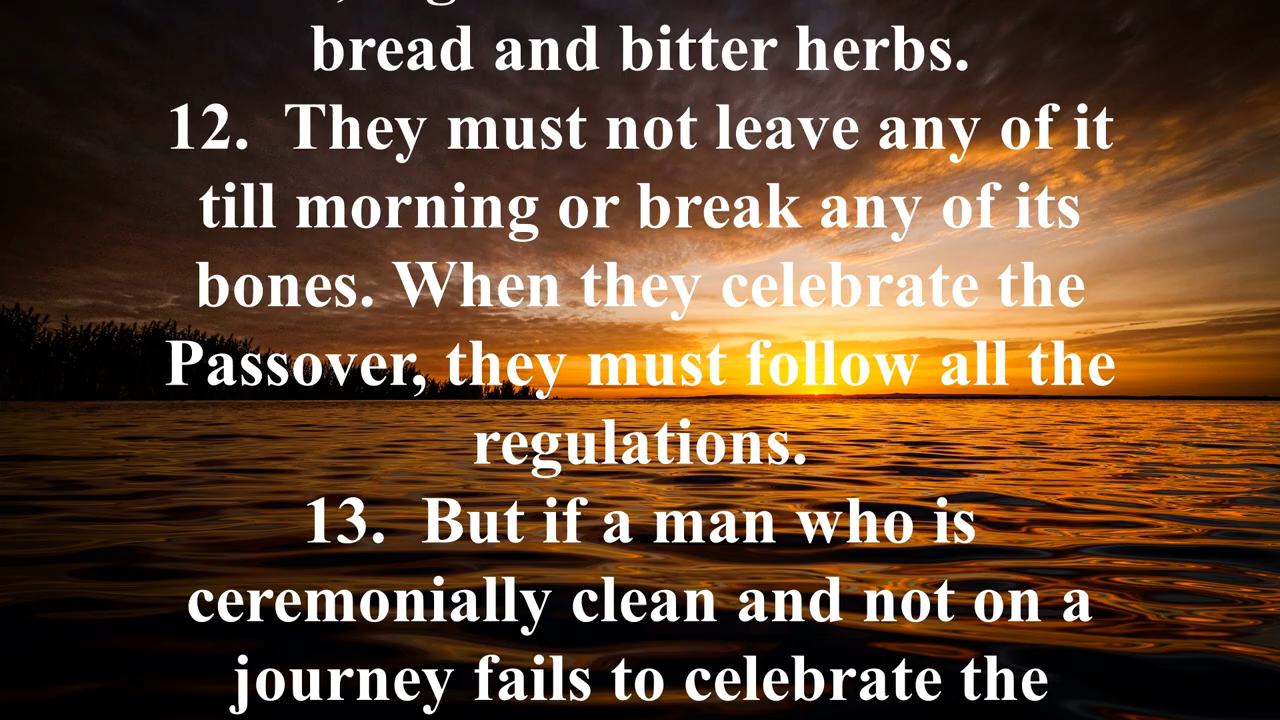 bread and bitter herbs.
12. They must not leave any of it
till morning or break any of its
bones. When they celebrate the
Passover, they must follow all the
regulations.
13. But if a man who is
ceremonially clean and not on a
journey fails to celebrate the